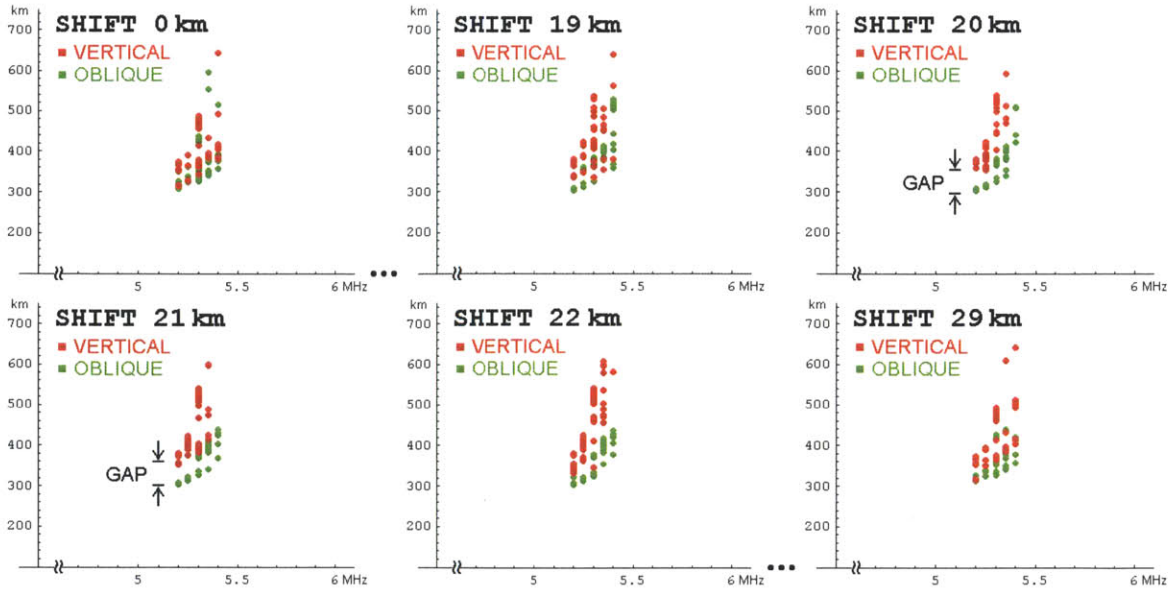 km
700
600
500
400
300
200
SHIFT 0 km
VERTICAL
OBLIQUE
5
5.5
6 MHz
•••
km
700
600
500
400
300
200
SHIFT 19 km
VERTICAL
OBLIQUE
5
5.5
6 MHz
km
700
600
500
400
300
200
SHIFT 20 km
VERTICAL
OBLIQUE
GAP
5
5.5
6 MHz
km
700
600
500
400
300
200
SHIFT 21 km
VERTICAL
OBLIQUE
GAP
5
5.5
6 MHz
km
700
600
500
400
300
200
SHIFT 22 km
VERTICAL
OBLIQUE
5
5.5
6 MHz
•••
km
700
600
500
400
300
200
SHIFT 29 km
VERTICAL
OBLIQUE
5
5.5
6 MHz